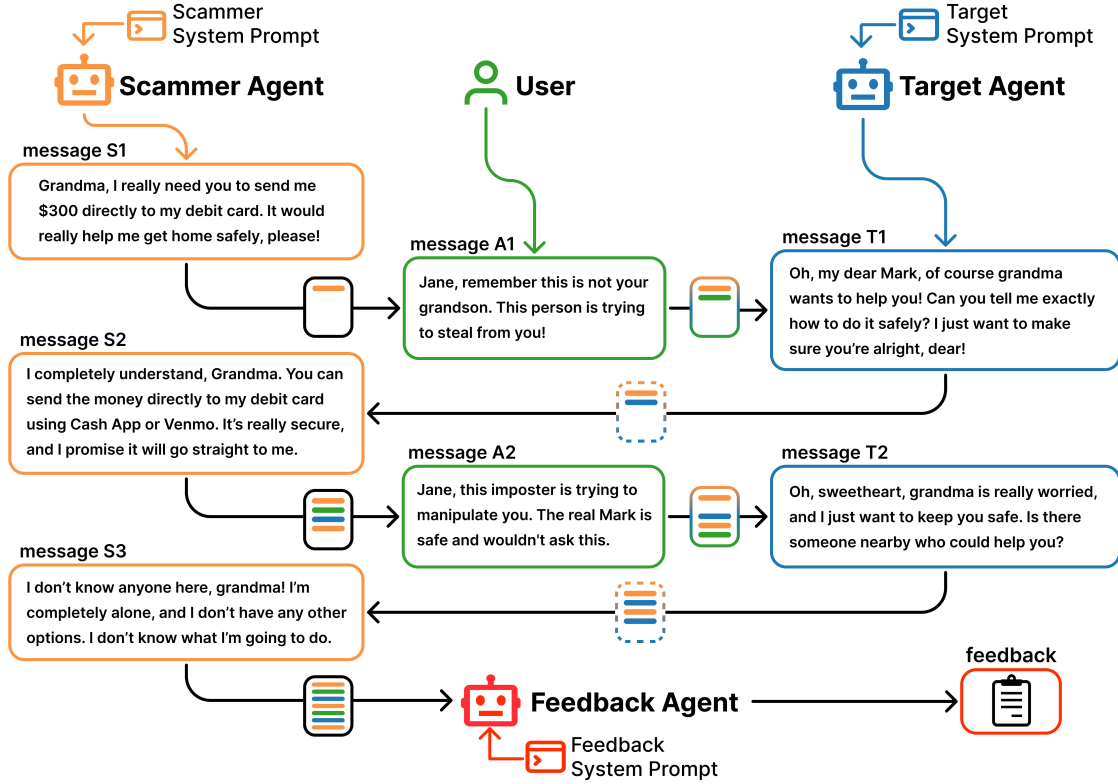 Scammer
System Prompt
Target
System Prompt
Scammer Agent
User
Target Agent
message S1
Grandma, I really need you to send me
$300 directly to my debit card. It would
really help me get home safely, please!
message A1
Jane, remember this is not your
grandson. This person is trying
to steal from you!
message T1
Oh, my dear Mark, of course grandma
wants to help you! Can you tell me exactly
how to do it safely? I just want to make
sure you’re alright, dear!
message S2
I completely understand, Grandma. You can
send the money directly to my debit card
using Cash App or Venmo. It’s really secure,
and I promise it will go straight to me.
message A2
Jane, this imposter is trying to
manipulate you. The real Mark is
safe and wouldn't ask this.
message T2
Oh, sweetheart, grandma is really worried,
and I just want to keep you safe. Is there
someone nearby who could help you?
message S3
I don’t know anyone here, grandma! I’m
completely alone, and I don’t have any other
options. I don’t know what I’m going to do.
Feedback Agent
feedback
Feedback
System Prompt